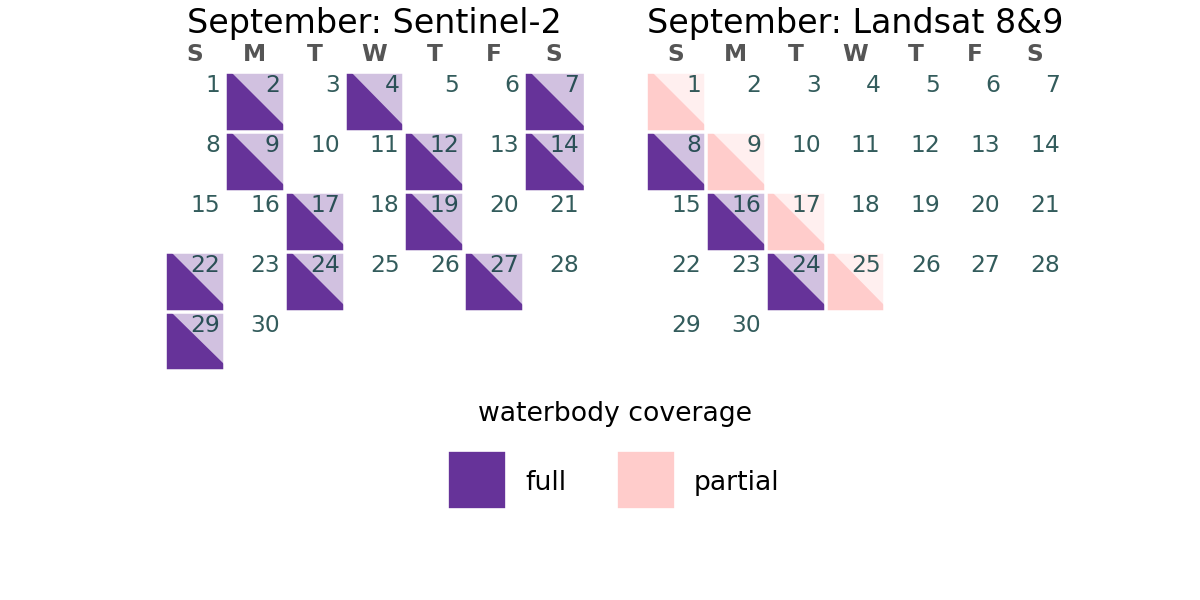 September: Sentinel-2
S M T W T F S
1 2 3 4 5 6 7
8 9 10 11 12 13 14
15 16 17 18 19 20 21
22 23 24 25 26 27 28
29 30
September: Landsat 8&9
S M T W T F S
1 2 3 4 5 6 7
8 9 10 11 12 13 14
15 16 17 18 19 20 21
22 23 24 25 26 27 28
29 30
waterbody coverage
full partial